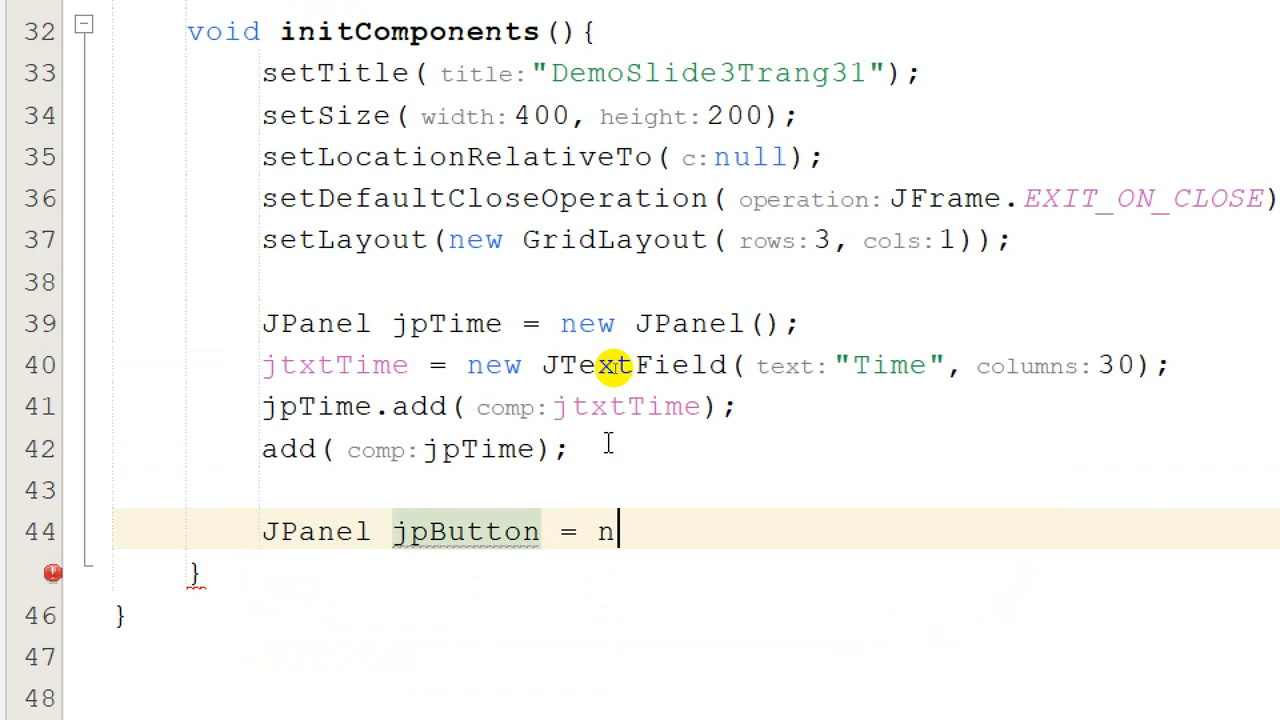 32 void initComponents(){
33 setTitle( title:"DemoSlide3Trang31");
34 setSize( width:400, height:200);
35 setLocationRelativeTo( c:null);
36 setDefaultCloseOperation( operation:JFrame.EXIT_ON_CLOSE)
37 setLayout(new GridLayout( rows:3, cols:1));
38
39 JPanel jpTime = new JPanel();
40 jtxtTime = new JTextField( text:"Time", columns:30);
41 jpTime.add( comp:jtxtTime);
42 add( comp:jpTime);
43
44 JPanel jpButton = n
}
46 }
47
48